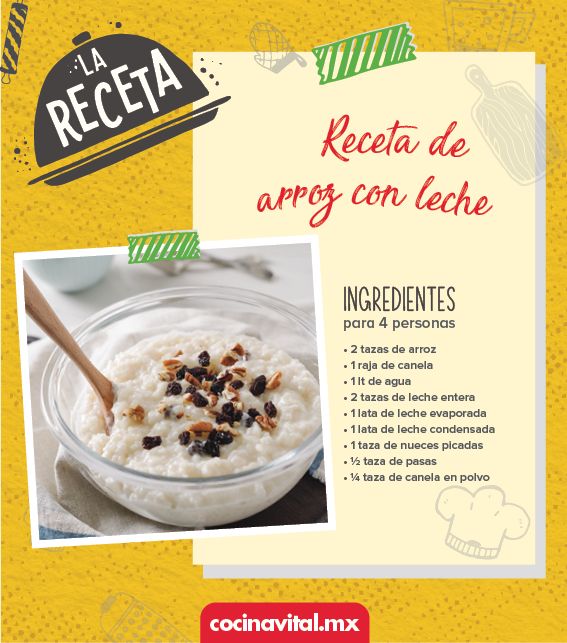 LA
RECETA
Receta de
arroz con leche
INGREDIENTES
para 4 personas
• 2 tazas de arroz
• 1 raja de canela
• 1 lt de agua
• 2 tazas de leche entera
• 1 lata de leche evaporada
• 1 lata de leche condensada
• 1 taza de nueces picadas
• ½ taza de pasas
• ¼ taza de canela en polvo
cocinavital.mx